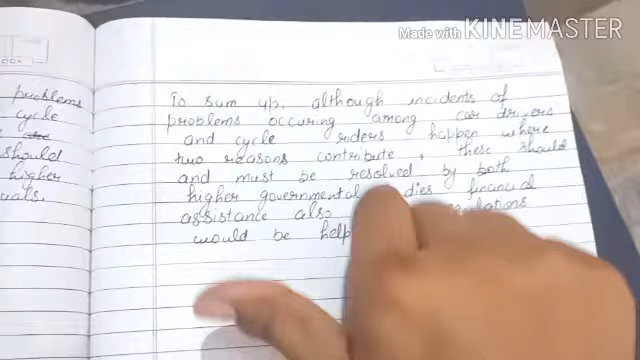 Made with KINEMASTER
problems
cycle
should
higher
uals.
To sum up, although incidents of
problems occuring among car drivers
and cycle riders happen where
two reasons contribute, these should
and must be resolved by both
higher governmental dies financial
assistance also
would be help